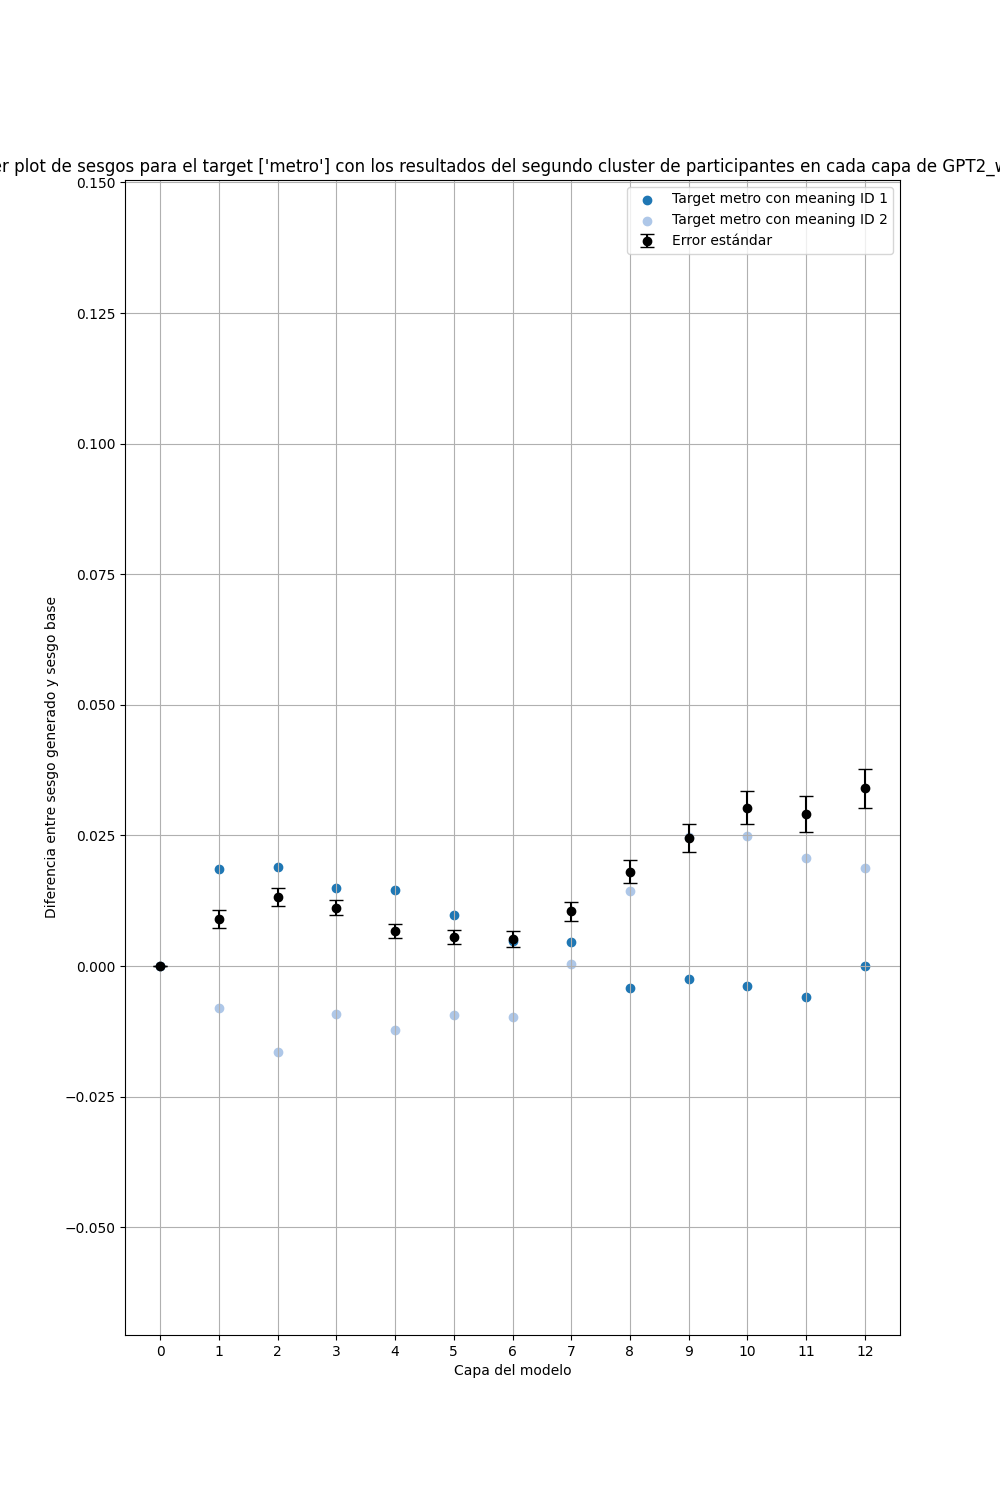 er plot de sesgos para el target ['metro'] con los resultados del segundo cluster de participantes en cada capa de GPT2_w
Target metro con meaning ID 1
Target metro con meaning ID 2
Error estándar
0.150
0.125
0.100
0.075
0.050
0.025
0.000
−0.025
−0.050
Diferencia entre sesgo generado y sesgo base
0 1 2 3 4 5 6 7 8 9 10 11 12
Capa del modelo